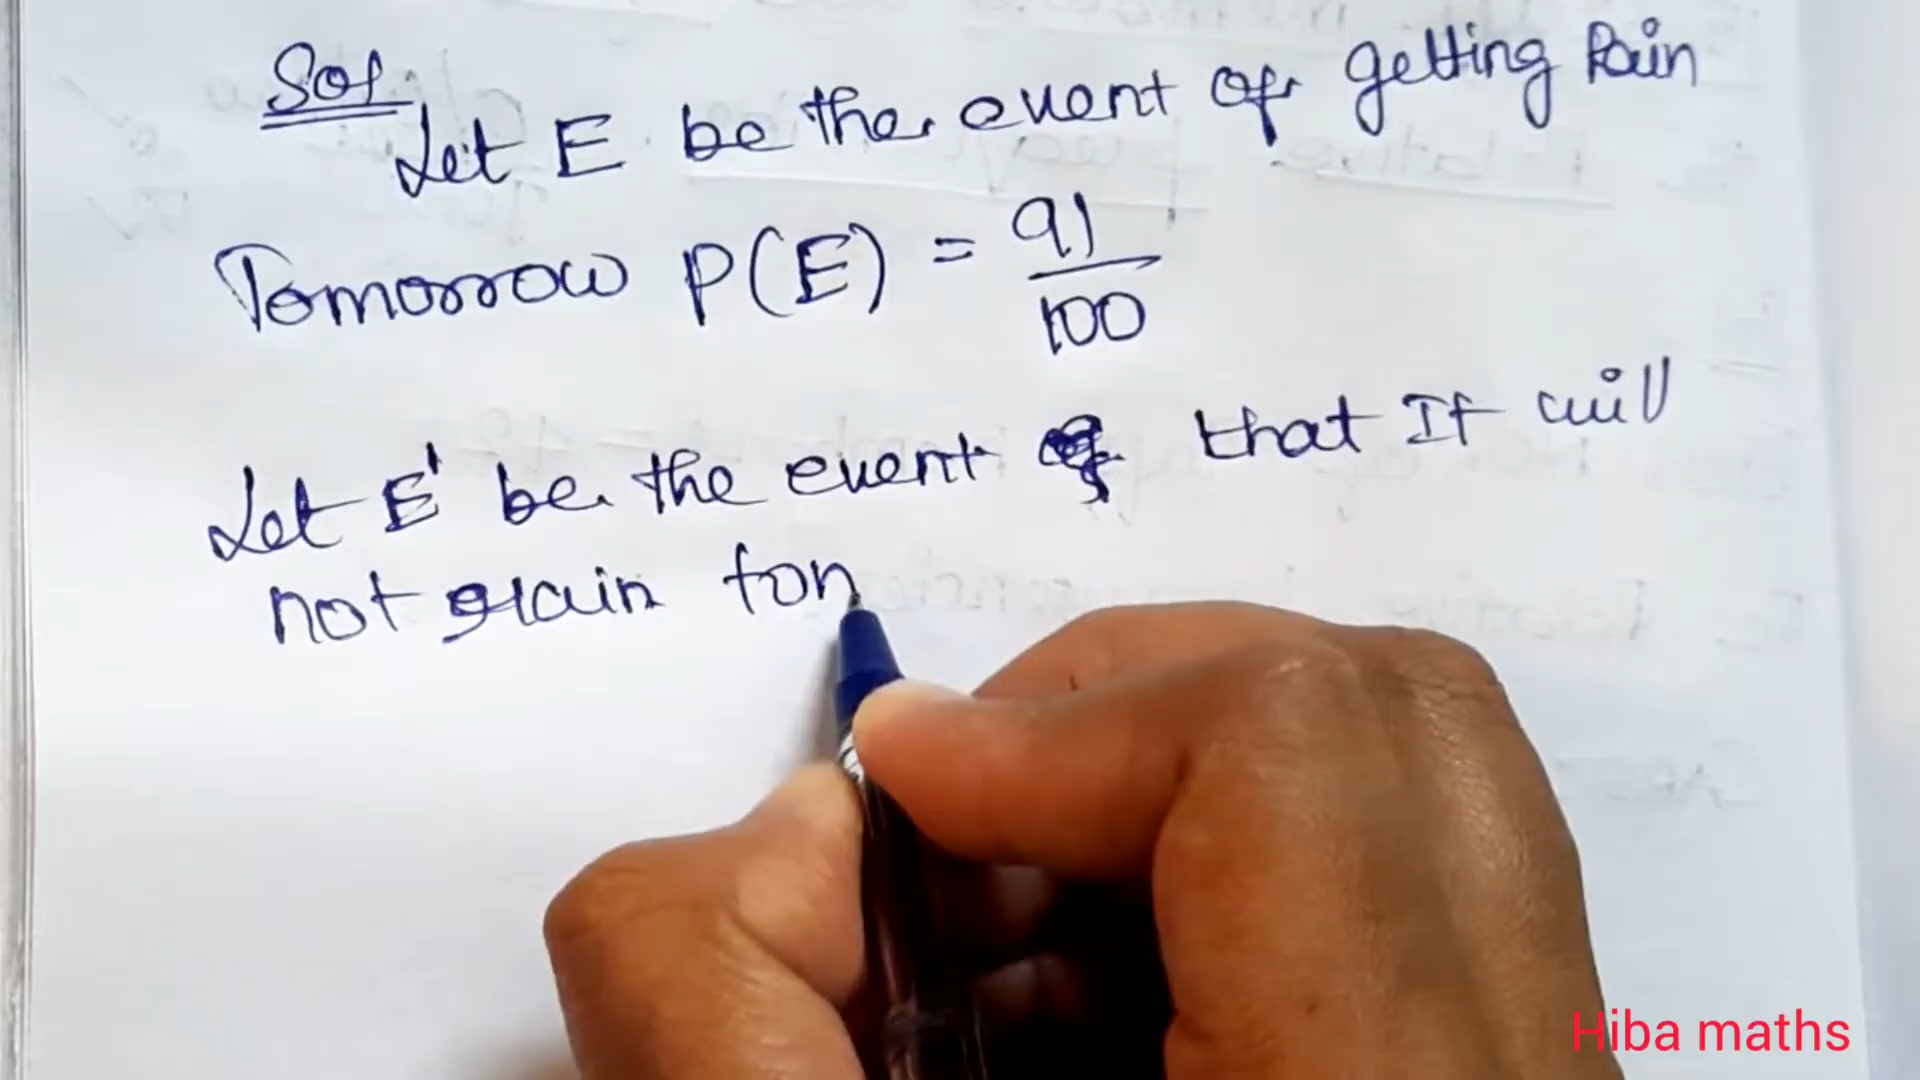 Sol
Let E be the event of getting Rain
Tomorrow P(E) = 91/100
Let E' be the event that It will
not rain tom
Hiba maths